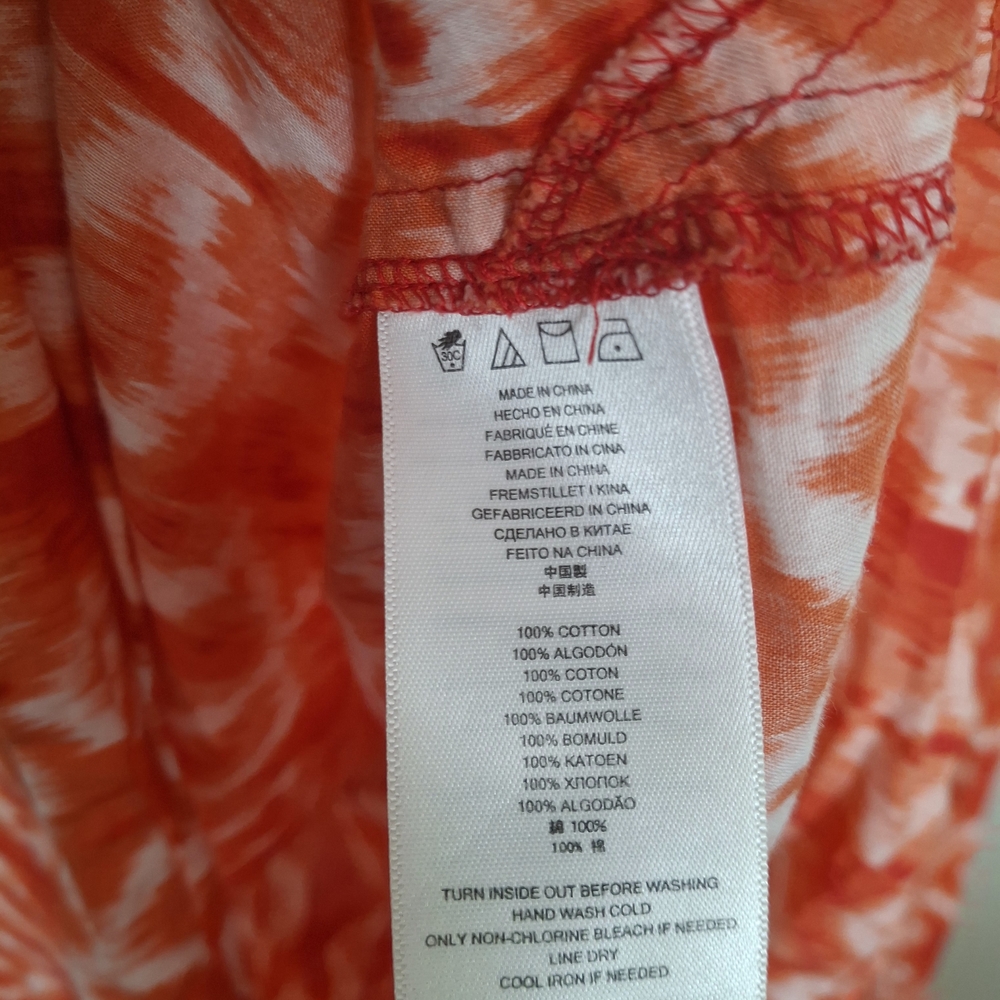 30C
MADE IN CHINA
HECHO EN CHINA
FABRIQUÉ EN CHINE
FABBRICATO IN CINA
MADE IN CHINA
FREMSTILLET I KINA
GEFABRICEERD IN CHINA
СДЕЛАНО В КИТАЕ
FEITO NA CHINA
中国製
中国制造
100% COTTON
100% ALGODÓN
100% COTON
100% COTONE
100% BAUMWOLLE
100% BOMULD
100% KATOEN
100% ХЛОПОК
100% ALGODÃO
綿 100%
100% 棉
TURN INSIDE OUT BEFORE WASHING
HAND WASH COLD
ONLY NON-CHLORINE BLEACH IF NEEDED
LINE DRY
COOL IRON IF NEEDED